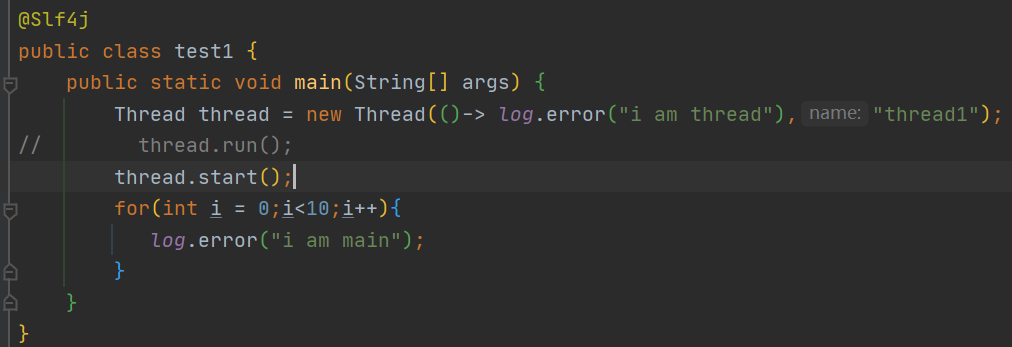 @Slf4j
public class test1 {
    public static void main(String[] args) {
        Thread thread = new Thread(()-> log.error("i am thread"), name: "thread1");
//        thread.run();
        thread.start();
        for(int i = 0;i<10;i++){
           log.error("i am main");
        }
    }
}